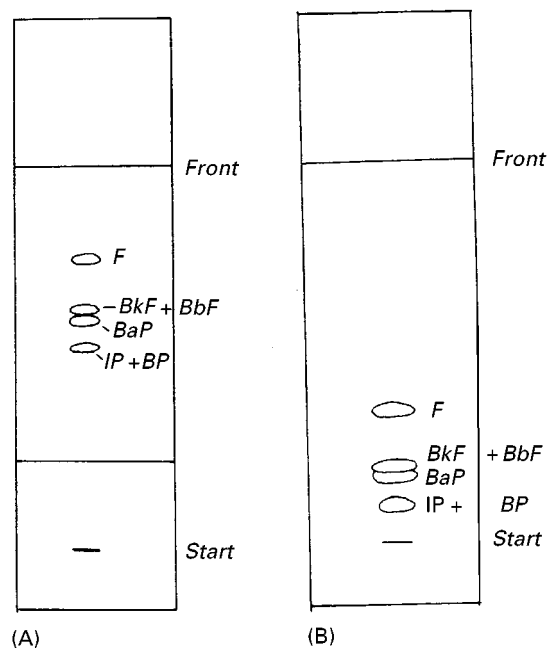 Front
F
BkF + BbF
BaP
IP + BP
Start
(A)
Front
F
BkF + BbF
BaP
IP + BP
Start
(B)